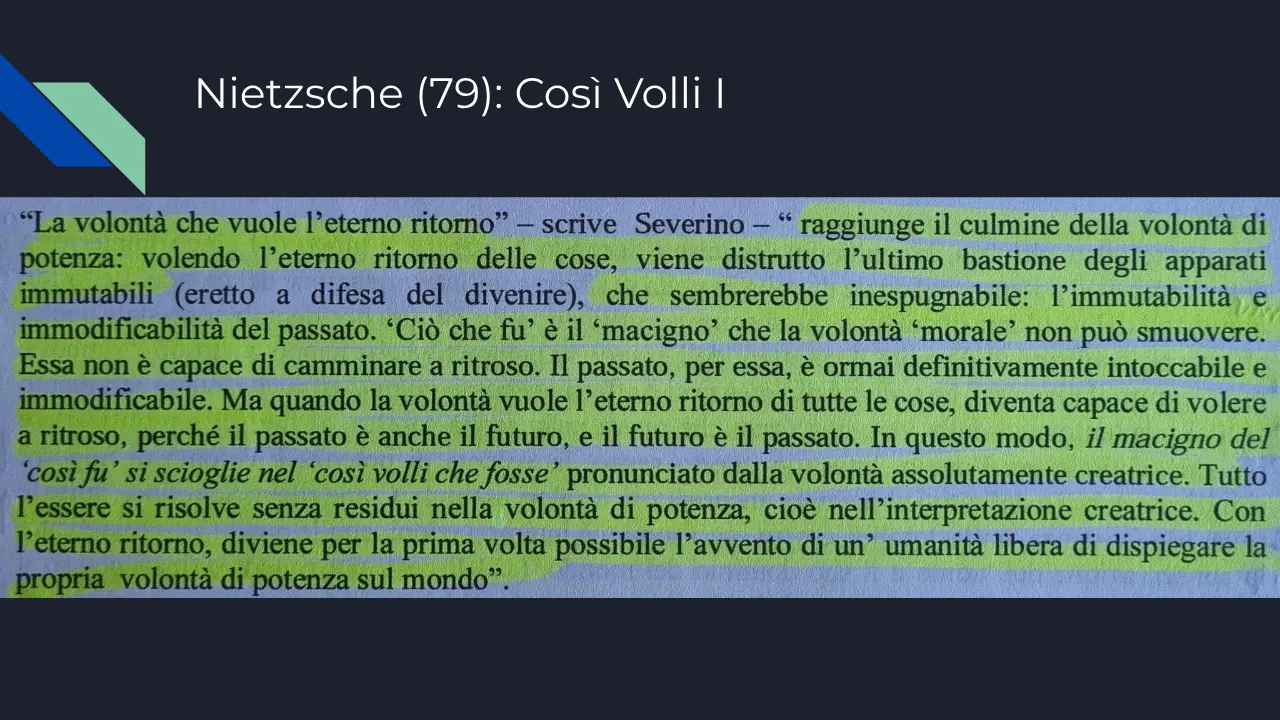 Nietzsche (79): Così Volli I
“La volontà che vuole l’eterno ritorno” – scrive Severino – “ raggiunge il culmine della volontà di
potenza: volendo l’eterno ritorno delle cose, viene distrutto l’ultimo bastione degli apparati
immutabili (eretto a difesa del divenire), che sembrerebbe inespugnabile: l’immutabilità e
immodificabilità del passato. ‘Ciò che fu’ è il ‘macigno’ che la volontà ‘morale’ non può smuovere.
Essa non è capace di camminare a ritroso. Il passato, per essa, è ormai definitivamente intoccabile e
immodificabile. Ma quando la volontà vuole l’eterno ritorno di tutte le cose, diventa capace di volere
a ritroso, perché il passato è anche il futuro, e il futuro è il passato. In questo modo, il macigno del
‘così fu’ si scioglie nel ‘così volli che fosse’ pronunciato dalla volontà assolutamente creatrice. Tutto
l’essere si risolve senza residui nella volontà di potenza, cioè nell’interpretazione creatrice. Con
l’eterno ritorno, diviene per la prima volta possibile l’avvento di un’ umanità libera di dispiegare la
propria volontà di potenza sul mondo”.